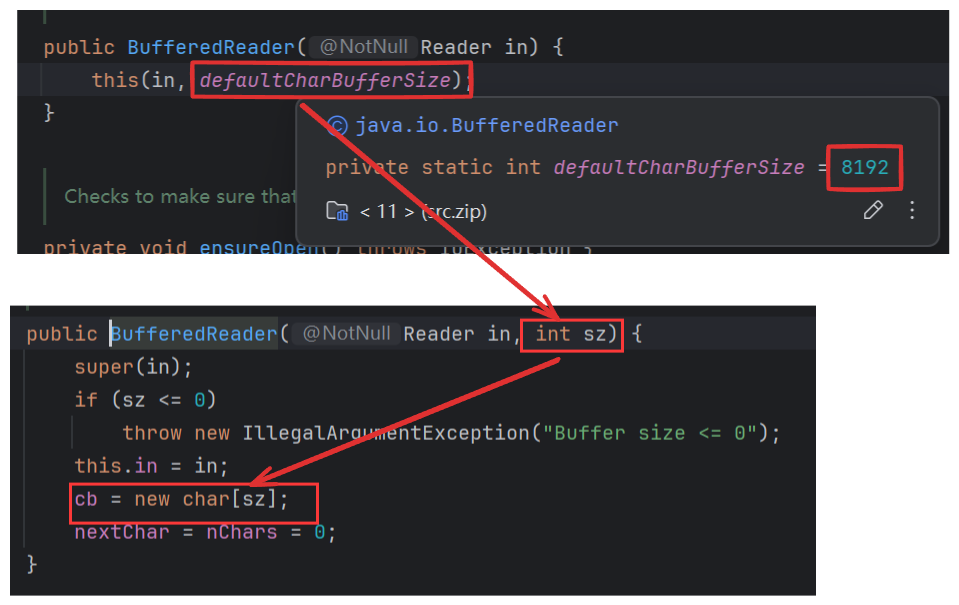 public BufferedReader( @NotNull Reader in) {
this(in, defaultCharBufferSize);
}
java.io.BufferedReader
private static int defaultCharBufferSize = 8192
< 11 > (src.zip)
Checks to make sure that
private void ensureOpen() throws IOException {
public BufferedReader( @NotNull Reader in, int sz) {
super(in);
if (sz <= 0)
throw new IllegalArgumentException("Buffer size <= 0");
this.in = in;
cb = new char[sz];
nextChar = nChars = 0;
}